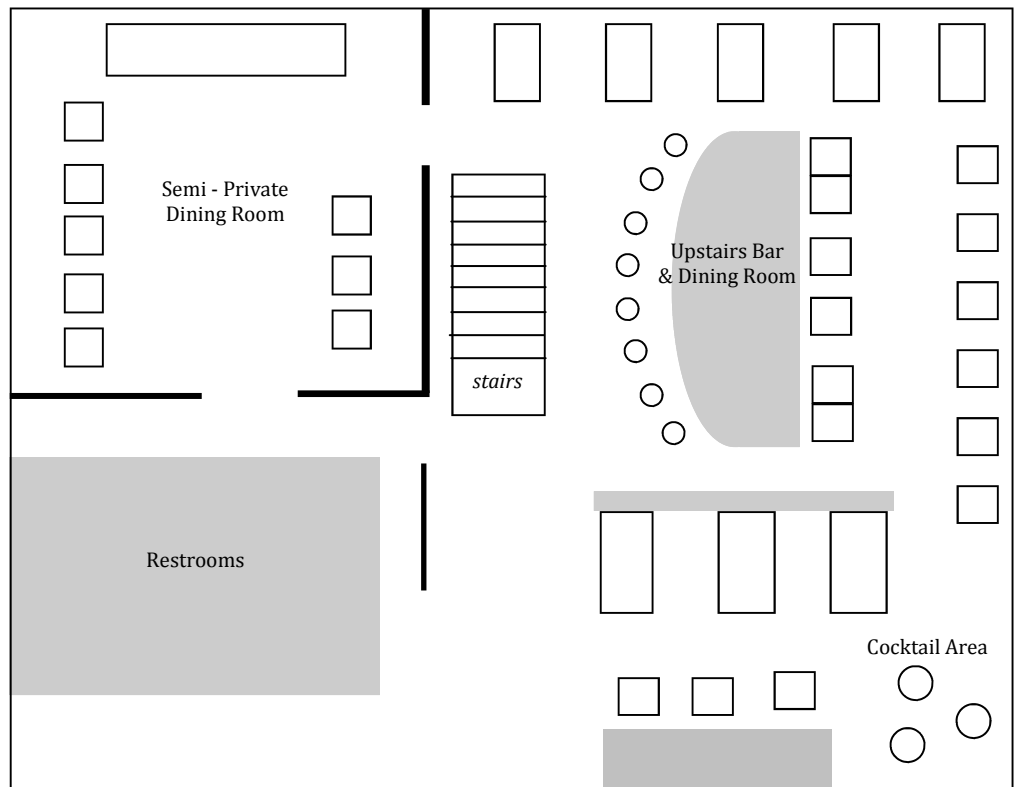 Semi - Private
Dining Room
Upstairs Bar
& Dining Room
stairs
Restrooms
Cocktail Area